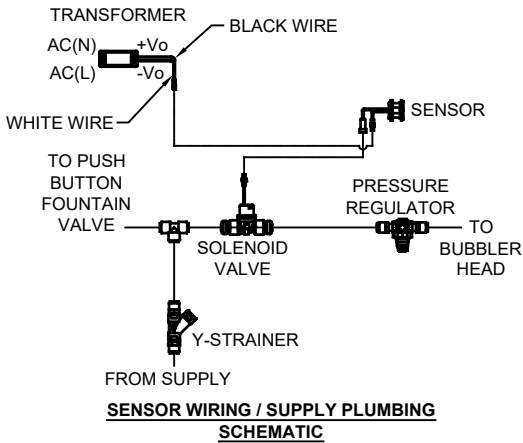 TRANSFORMER
BLACK WIRE
AC(N)
+Vo
AC(L)
-Vo
WHITE WIRE
SENSOR
TO PUSH
BUTTON
FOUNTAIN
VALVE
PRESSURE
REGULATOR
SOLENOID
VALVE
TO
BUBBLER
HEAD
Y-STRAINER
FROM SUPPLY
SENSOR WIRING / SUPPLY PLUMBING
SCHEMATIC